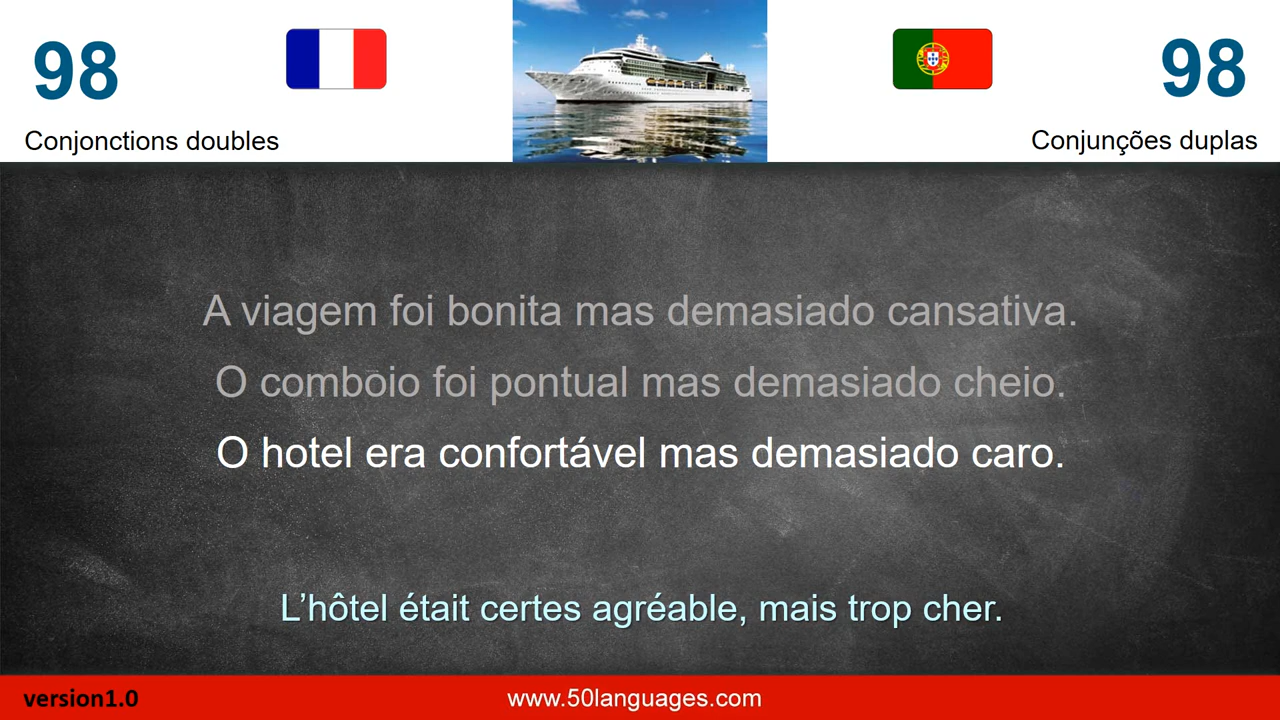 98
98
Conjonctions doubles
Conjunções duplas
A viagem foi bonita mas demasiado cansativa.
O comboio foi pontual mas demasiado cheio.
O hotel era confortável mas demasiado caro.
L’hôtel était certes agréable, mais trop cher.
version1.0
www.50languages.com